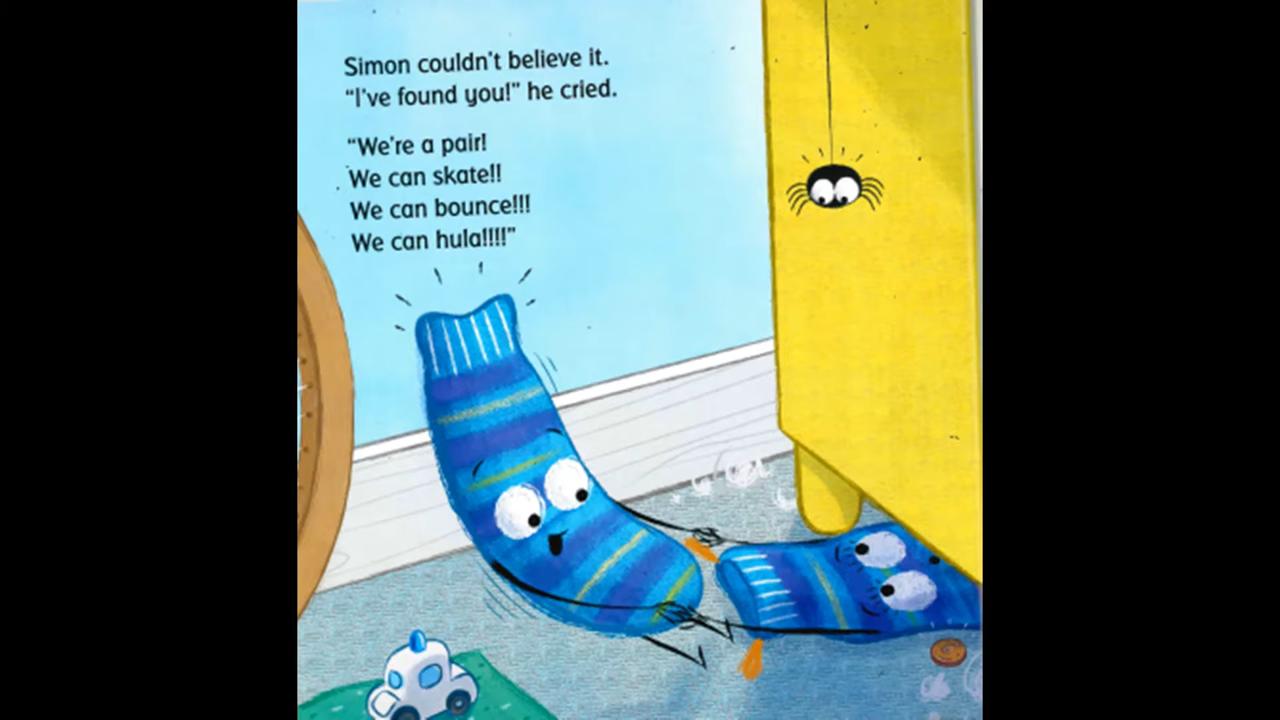 Simon couldn't believe it.
"I've found you!" he cried.
"We're a pair!
We can skate!!
We can bounce!!!
We can hula!!!!"